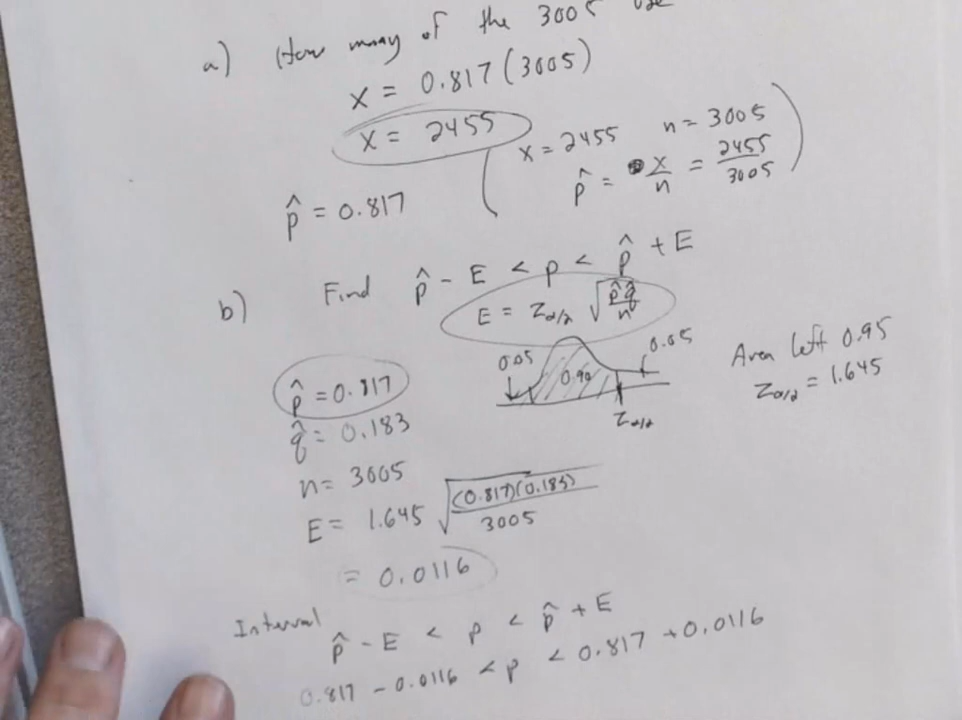 a) How many of the 3005 use
x = 0.817(3005)
x = 2455
( x = 2455 n = 3005
p̂ = x/n = 2455/3005 )
p̂ = 0.817
b) Find p̂ - E < p < p̂ + E
E = Zα/2 √(p̂q̂/n)
0.05 0.90 0.05
Zα/2
Area left 0.95
Zα/2 = 1.645
p̂ = 0.817
q̂ = 0.183
n = 3005
E = 1.645 √((0.817)(0.183)/3005)
= 0.0116
Interval
p̂ - E < p < p̂ + E
0.817 - 0.0116 < p < 0.817 + 0.0116